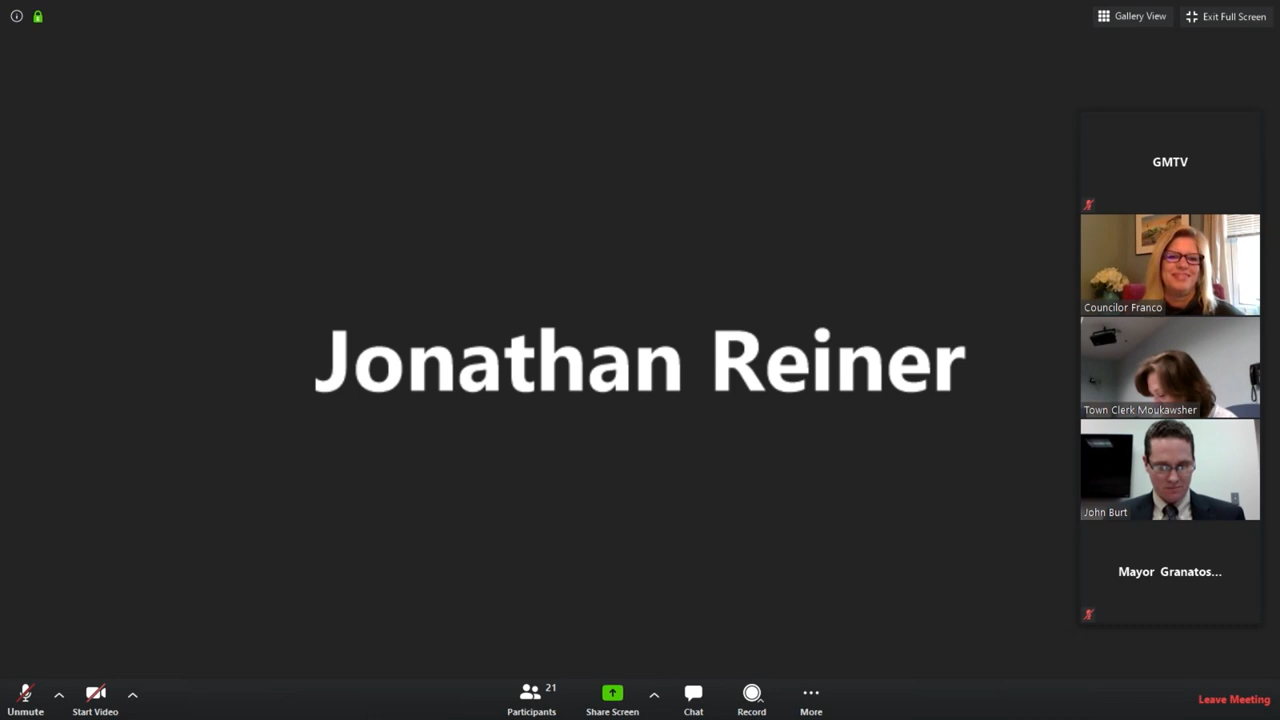 Gallery View
Exit Full Screen
GMTV
Councilor Franco
Jonathan Reiner
Town Clerk Moukawsher
John Burt
Mayor Granatos...
Unmute
Start Video
21
Participants
Share Screen
Chat
Record
More
Leave Meeting